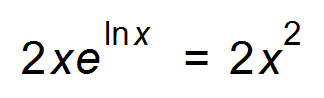 2xe^{ln x} = 2x^2